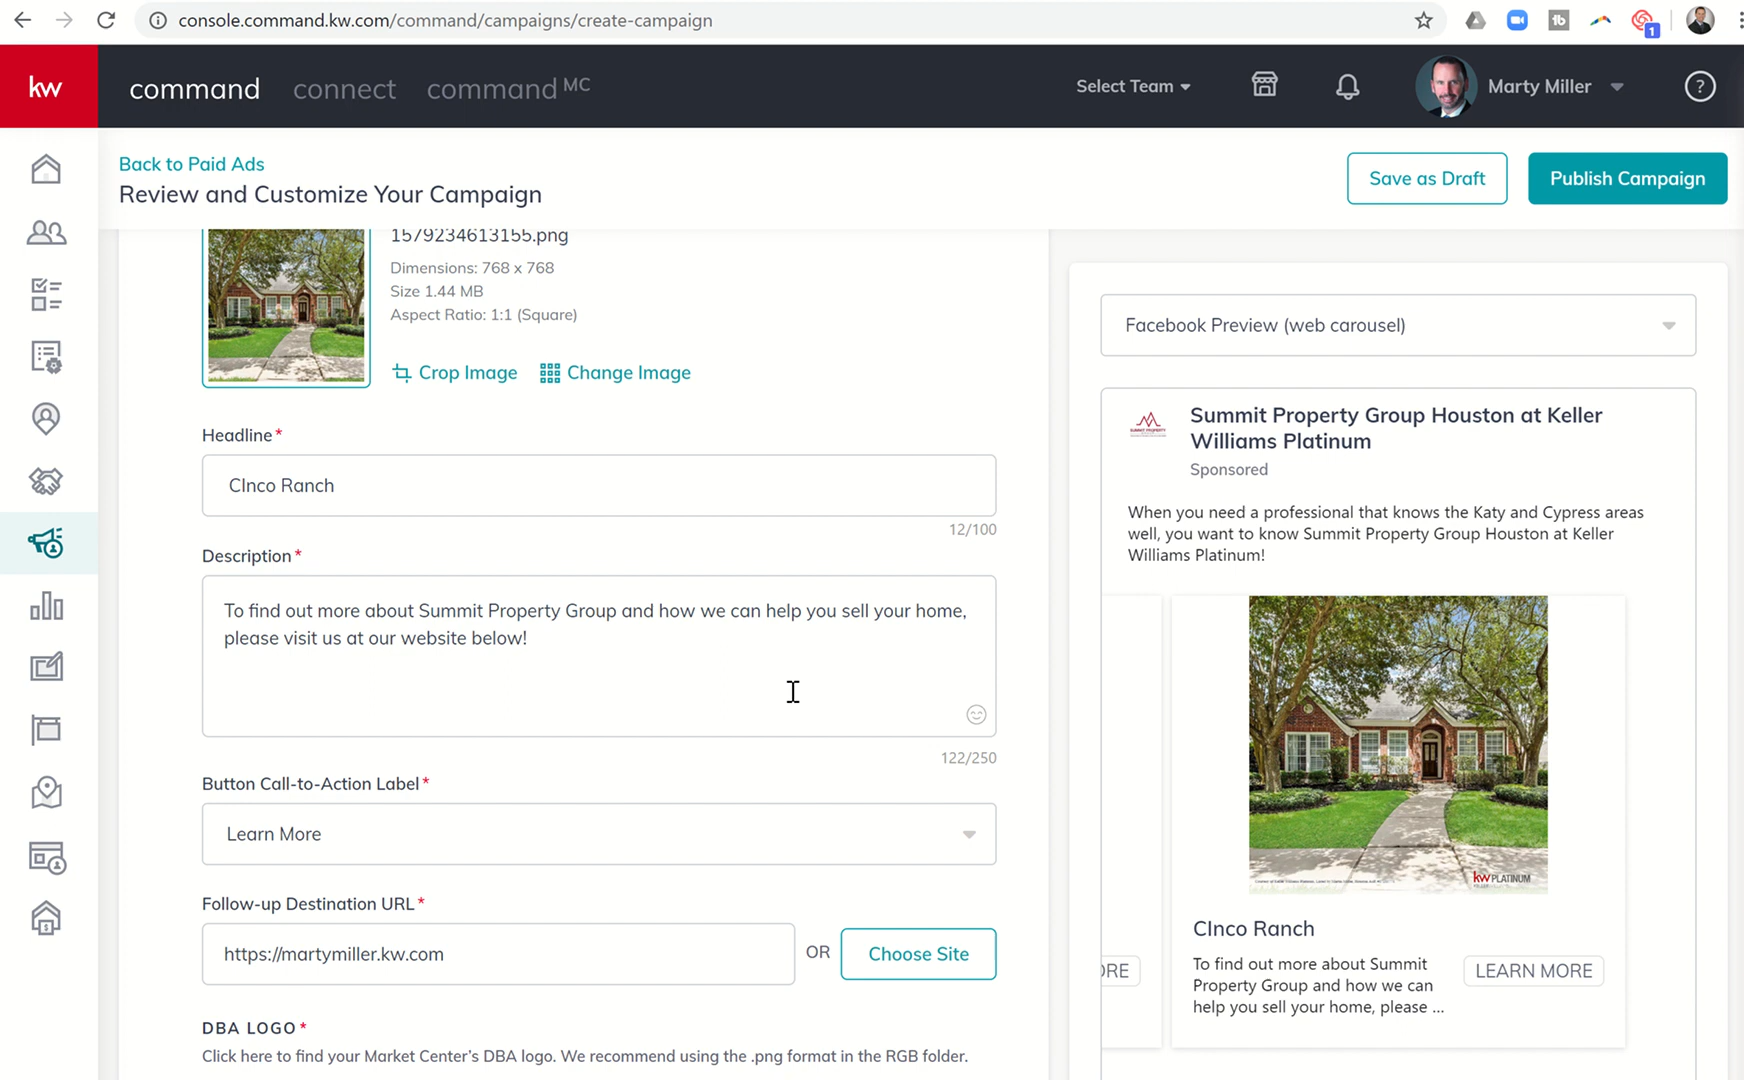 console.command.kw.com/command/campaigns/create-campaign
1
kw
command connect command MC
Select Team
Marty Miller
?
Back to Paid Ads
Review and Customize Your Campaign
Save as Draft
Publish Campaign
1579234613155.png
Dimensions: 768 x 768
Size 1.44 MB
Aspect Ratio: 1:1 (Square)
Crop Image
Change Image
Headline*
CInco Ranch
12/100
Description*
To find out more about Summit Property Group and how we can help you sell your home,
please visit us at our website below!
122/250
Button Call-to-Action Label*
Learn More
Follow-up Destination URL*
https://martymiller.kw.com
OR
Choose Site
DBA LOGO*
Click here to find your Market Center's DBA logo. We recommend using the .png format in the RGB folder.
Facebook Preview (web carousel)
SUMMIT PROPERTY
Summit Property Group Houston at Keller
Williams Platinum
Sponsored
When you need a professional that knows the Katy and Cypress areas
well, you want to know Summit Property Group Houston at Keller
Williams Platinum!
kw PLATINUM
CInco Ranch
To find out more about Summit
Property Group and how we can
help you sell your home, please ...
ORE
LEARN MORE